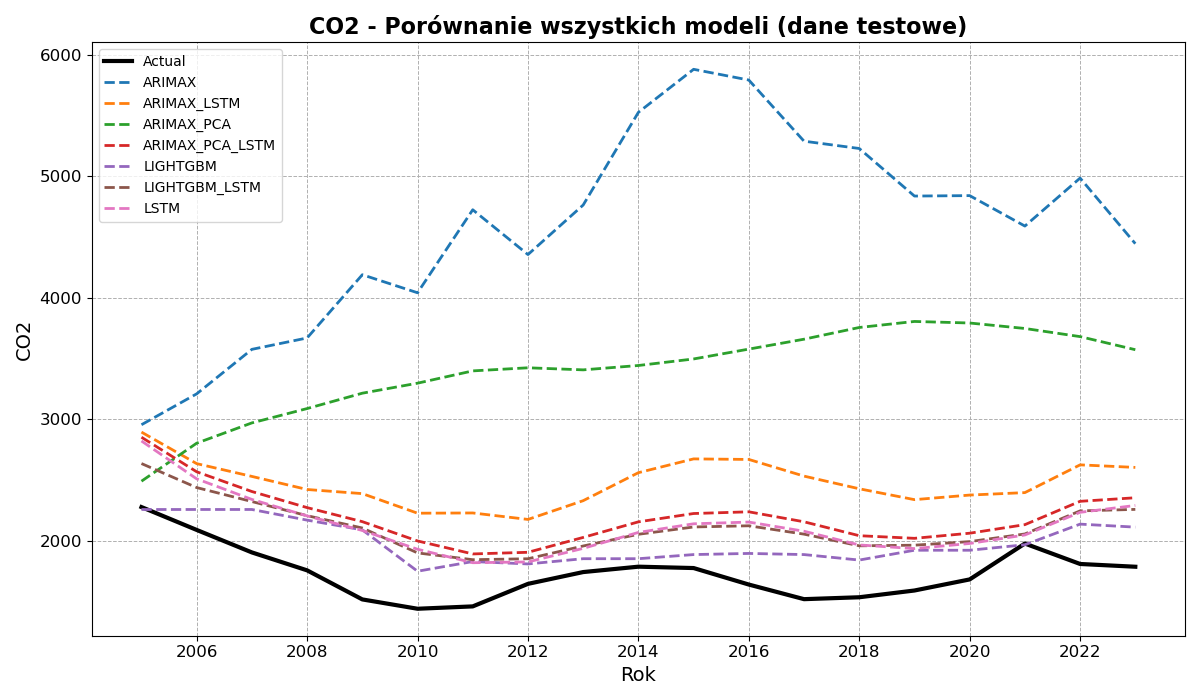 CO2 - Porównanie wszystkich modeli (dane testowe)
Actual
ARIMAX
ARIMAX_LSTM
ARIMAX_PCA
ARIMAX_PCA_LSTM
LIGHTGBM
LIGHTGBM_LSTM
LSTM
6000
5000
4000
3000
2000
CO2
2006 2008 2010 2012 2014 2016 2018 2020 2022
Rok